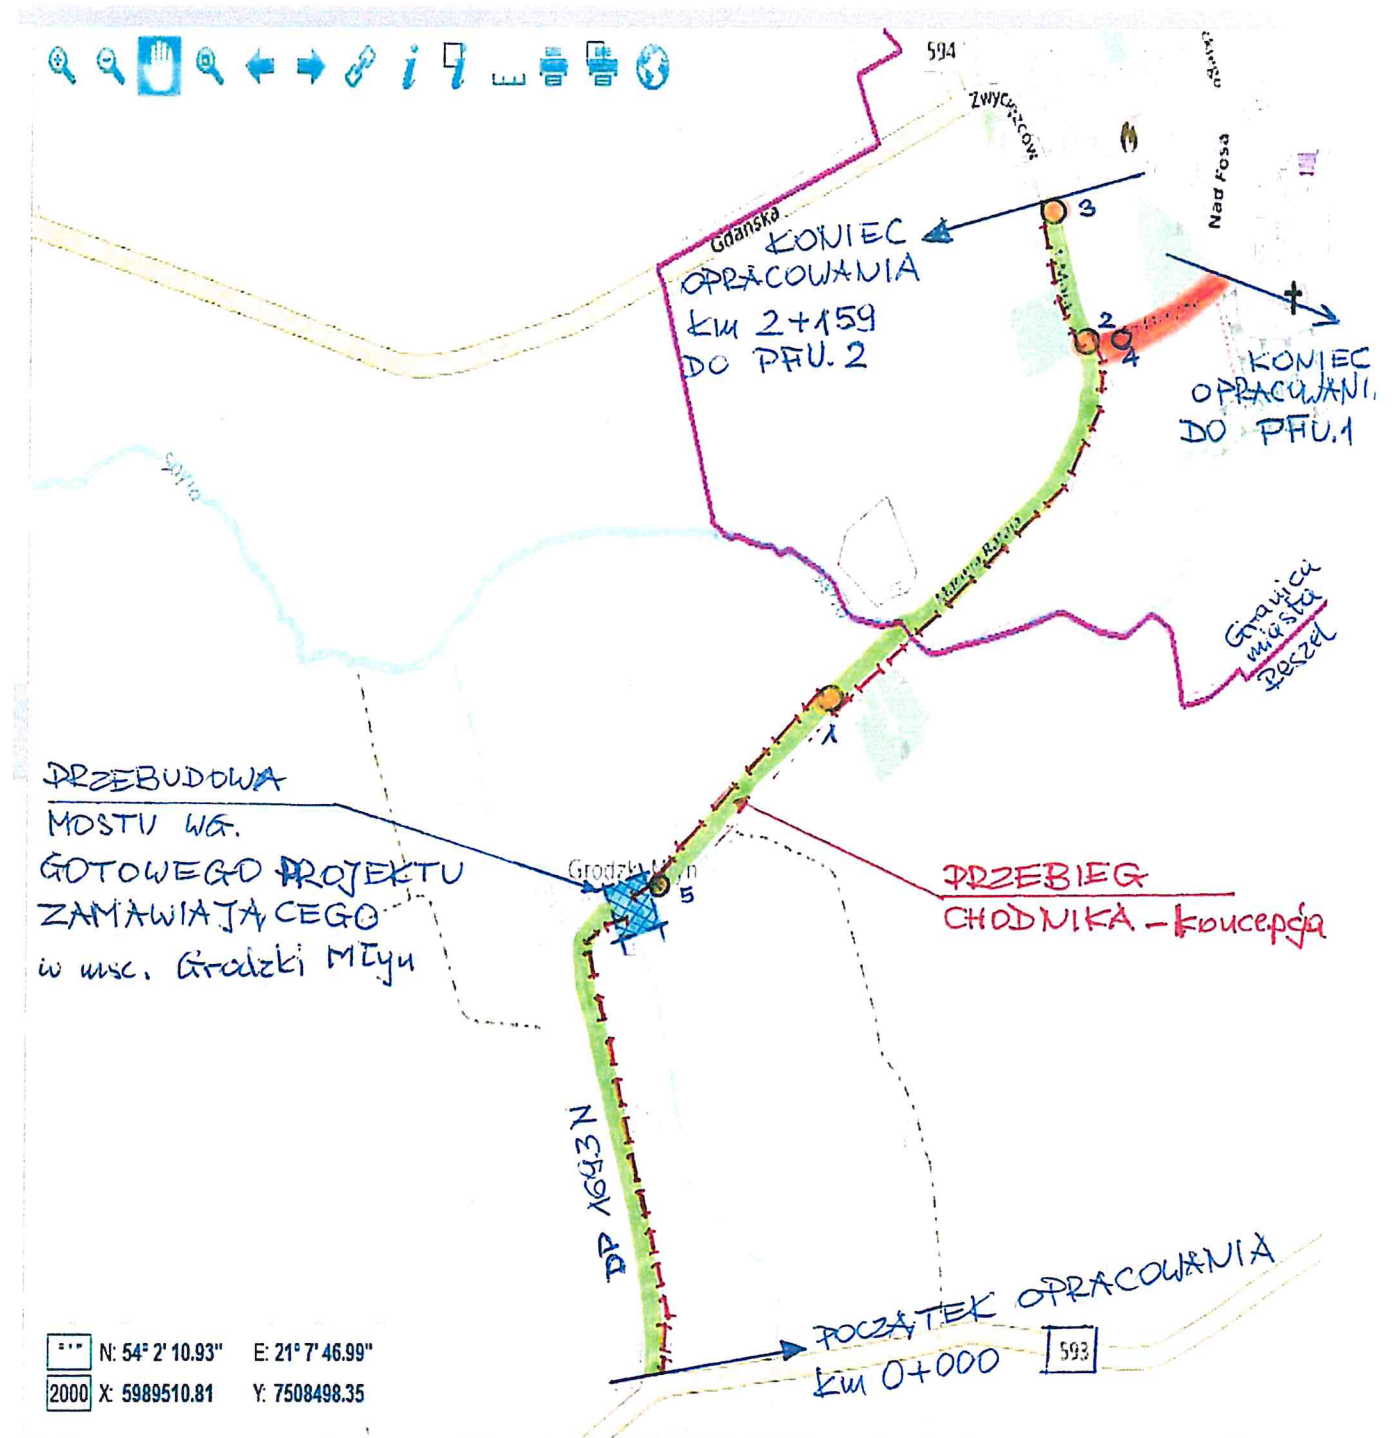 594
Zwycięzców
Nad Fosą
Gdańska
3
KONIEC
OPRACOWANIA
km 2+159
DO PFU.2
2
4
KONIEC
OPRACOWANI.
DO PFU.1
Sajna
Granica
miasta
Reszel
1
PRZEBUDOWA
MOSTU WG.
GOTOWEGO PROJEKTU
ZAMAWIAJĄCEGO
w msc. Grodzki Młyn
Grodzki Młyn
5
PRZEBIEG
CHODNIKA - koncepcja
DP 1693N
POCZĄTEK OPRACOWANIA
km 0+000
593
N: 54° 2' 10.93" E: 21° 7' 46.99"
2000 X: 5989510.81 Y: 7508498.35